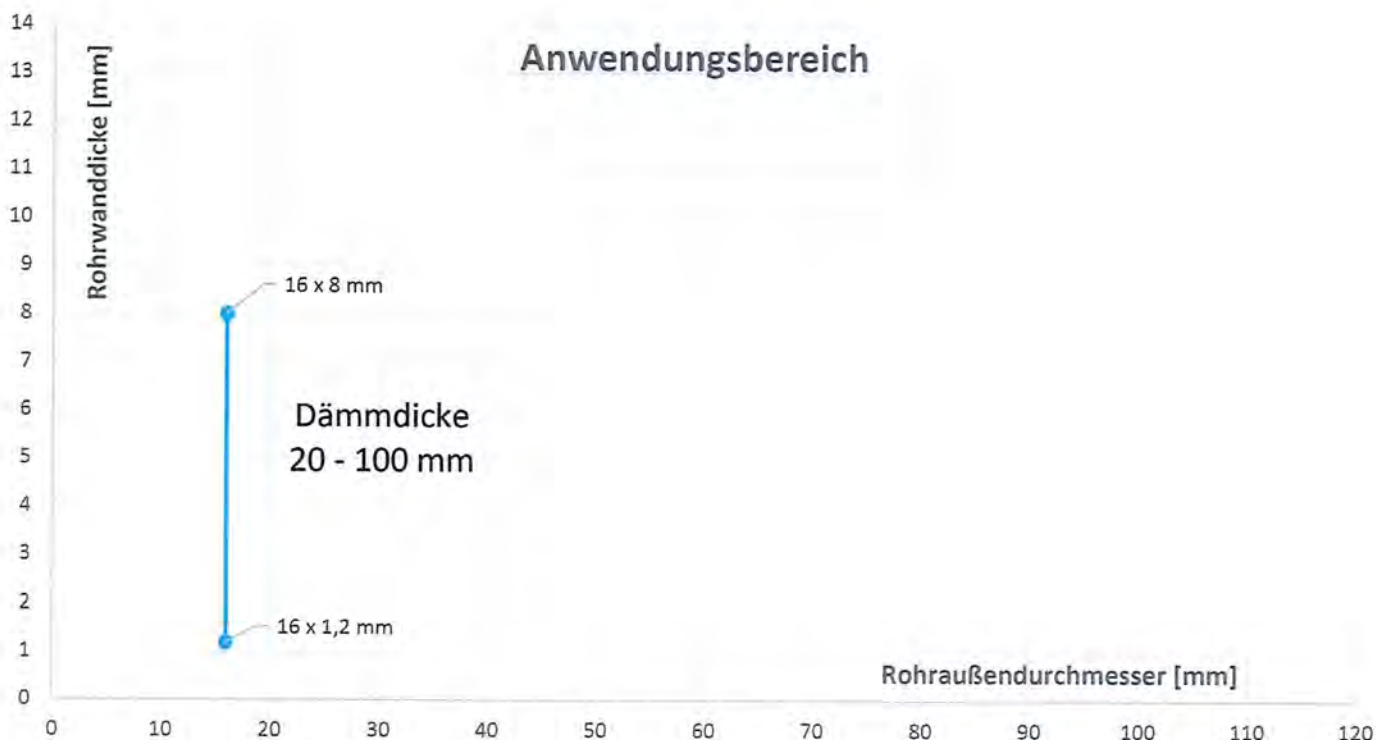 Anwendungsbereich
Rohrwanddicke [mm]
14
13
12
11
10
9
8
7
6
5
4
3
2
1
0
16 x 8 mm
Dämmdicke
20 - 100 mm
16 x 1,2 mm
Rohraußendurchmesser [mm]
0 10 20 30 40 50 60 70 80 90 100 110 120